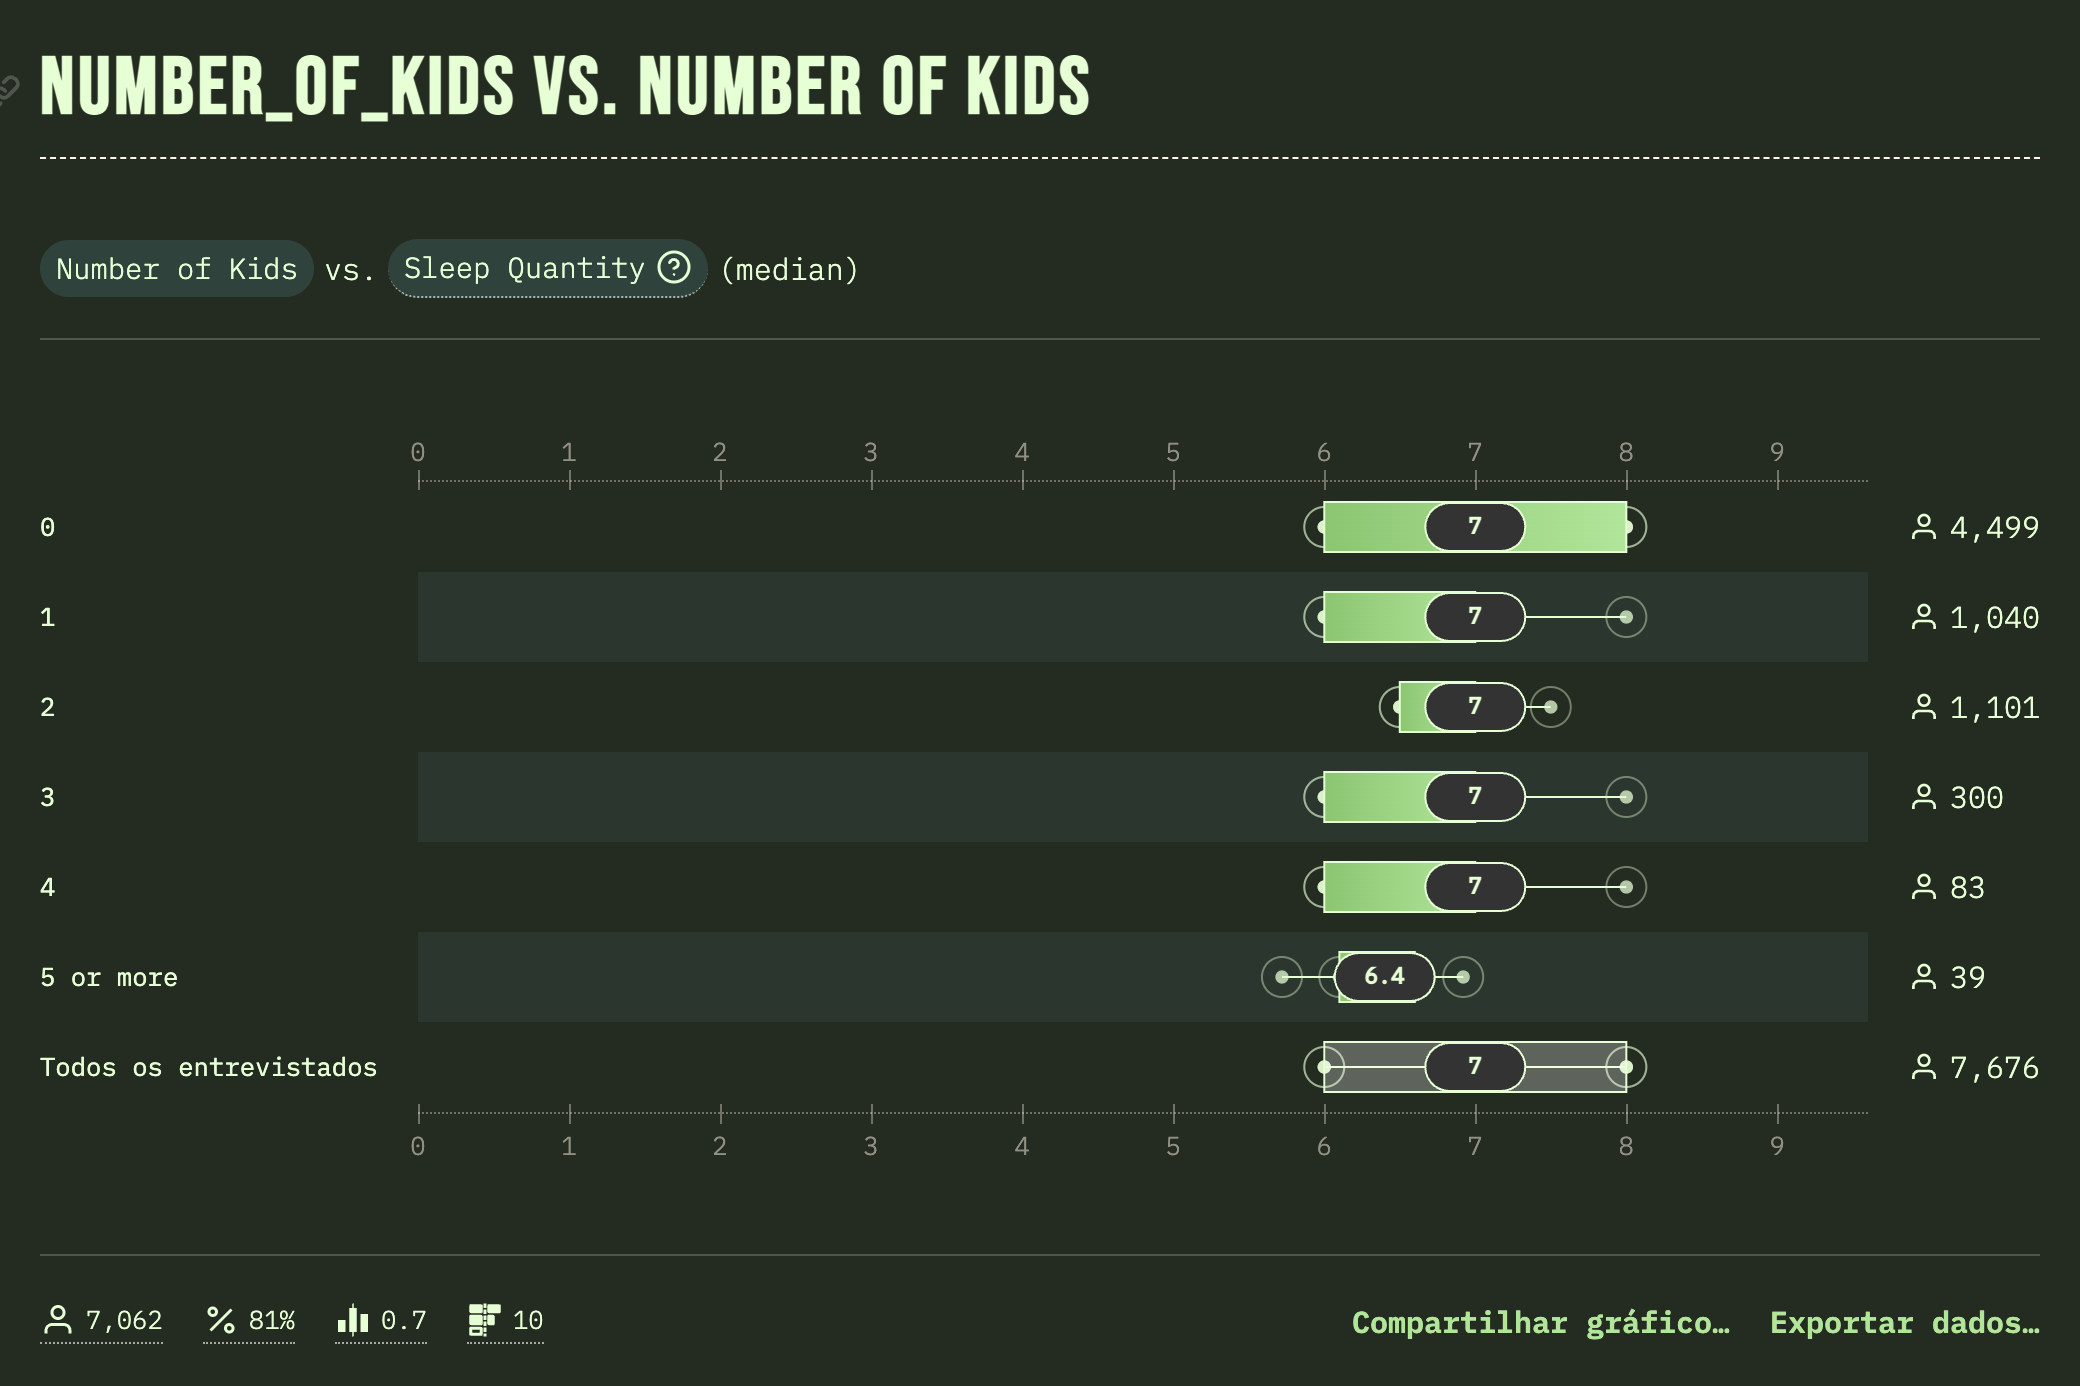 NUMBER_OF_KIDS VS. NUMBER OF KIDS
Number of Kids vs. Sleep Quantity ? (median)
0 1 2 3 4 5 6 7 8 9
0 7 4,499
1 7 1,040
2 7 1,101
3 7 300
4 7 83
5 or more 6.4 39
Todos os entrevistados 7 7,676
0 1 2 3 4 5 6 7 8 9
7,062 % 81% 0.7 10 Compartilhar gráfico… Exportar dados…